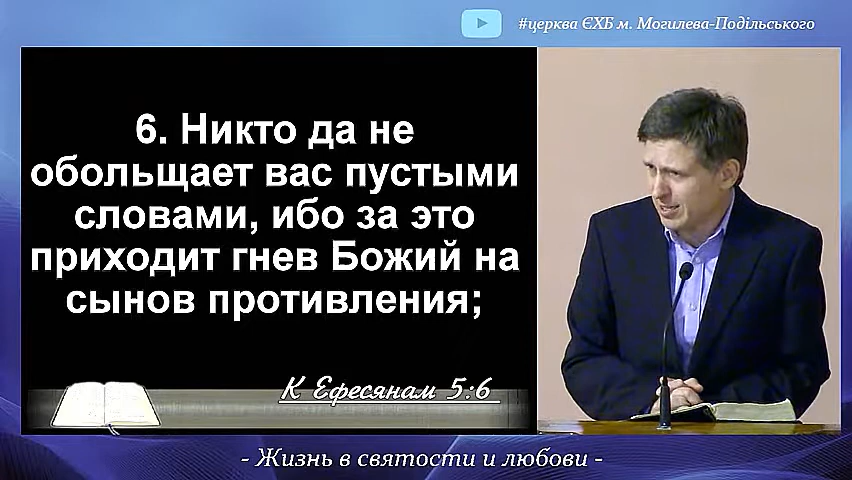 #церква ЄХБ м. Могилева-Подільського
6. Никто да не
обольщает вас пустыми
словами, ибо за это
приходит гнев Божий на
сынов противления;
К Ефесянам 5:6
- Жизнь в святости и любови -